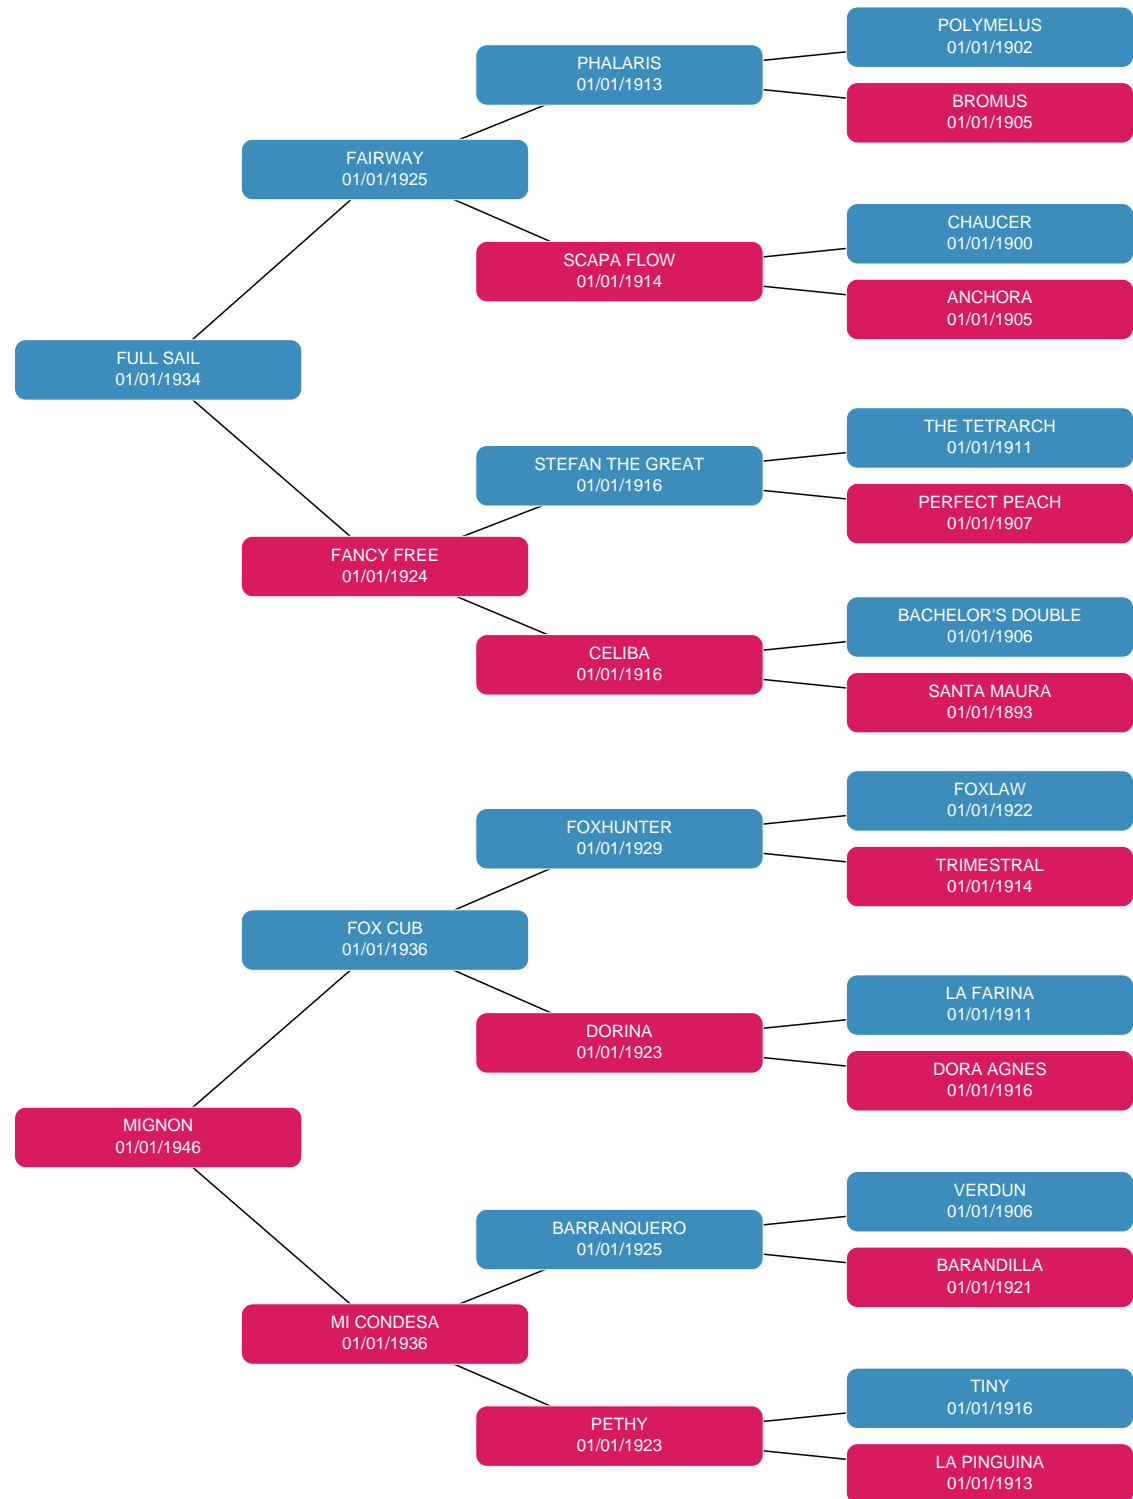 POLYMELUS
01/01/1902
PHALARIS
01/01/1913
BROMUS
01/01/1905
FAIRWAY
01/01/1925
CHAUCER
01/01/1900
SCAPA FLOW
01/01/1914
ANCHORA
01/01/1905
FULL SAIL
01/01/1934
THE TETRARCH
01/01/1911
STEFAN THE GREAT
01/01/1916
PERFECT PEACH
01/01/1907
FANCY FREE
01/01/1924
BACHELOR'S DOUBLE
01/01/1906
CELIBA
01/01/1916
SANTA MAURA
01/01/1893
FOXLAW
01/01/1922
FOXHUNTER
01/01/1929
TRIMESTRAL
01/01/1914
FOX CUB
01/01/1936
LA FARINA
01/01/1911
DORINA
01/01/1923
DORA AGNES
01/01/1916
MIGNON
01/01/1946
VERDUN
01/01/1906
BARRANQUERO
01/01/1925
BARANDILLA
01/01/1921
MI CONDESA
01/01/1936
TINY
01/01/1916
PETHY
01/01/1923
LA PINGUINA
01/01/1913